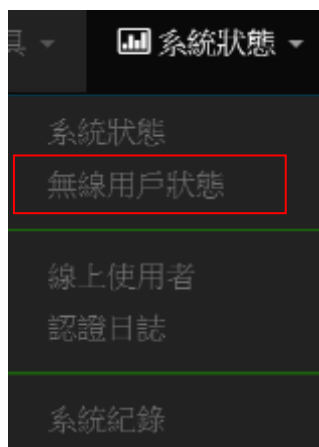 具 系統狀態
系統狀態
無線用戶狀態
線上使用者
認證日誌
系統紀錄